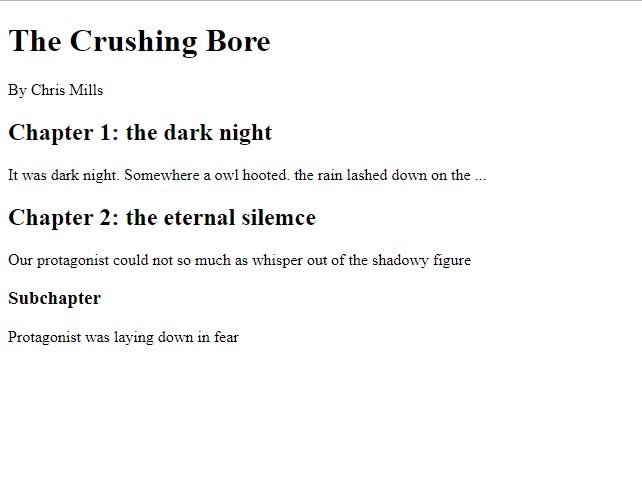 The Crushing Bore
By Chris Mills
Chapter 1: the dark night
It was dark night. Somewhere a owl hooted. the rain lashed down on the ...
Chapter 2: the eternal silemce
Our protagonist could not so much as whisper out of the shadowy figure
Subchapter
Protagonist was laying down in fear